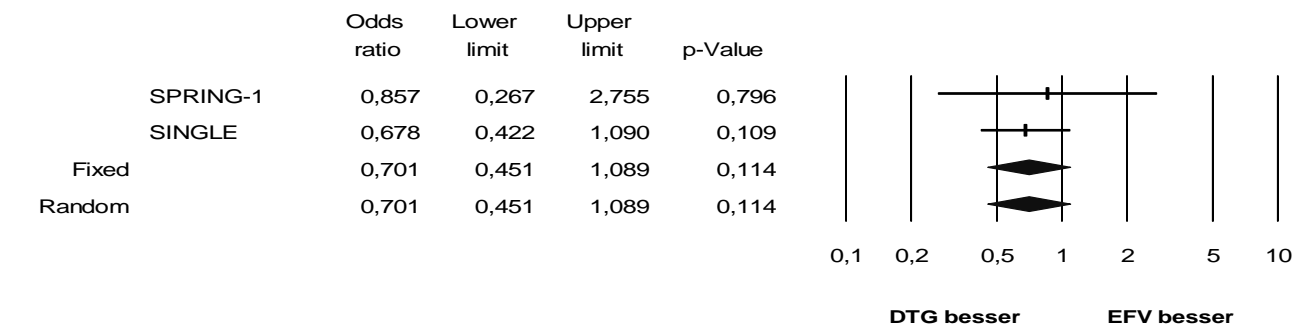 Odds Lower Upper
ratio limit limit p-Value
SPRING-1 0,857 0,267 2,755 0,796
SINGLE 0,678 0,422 1,090 0,109
Fixed 0,701 0,451 1,089 0,114
Random 0,701 0,451 1,089 0,114
0,1 0,2 0,5 1 2 5 10
DTG besser EFV besser